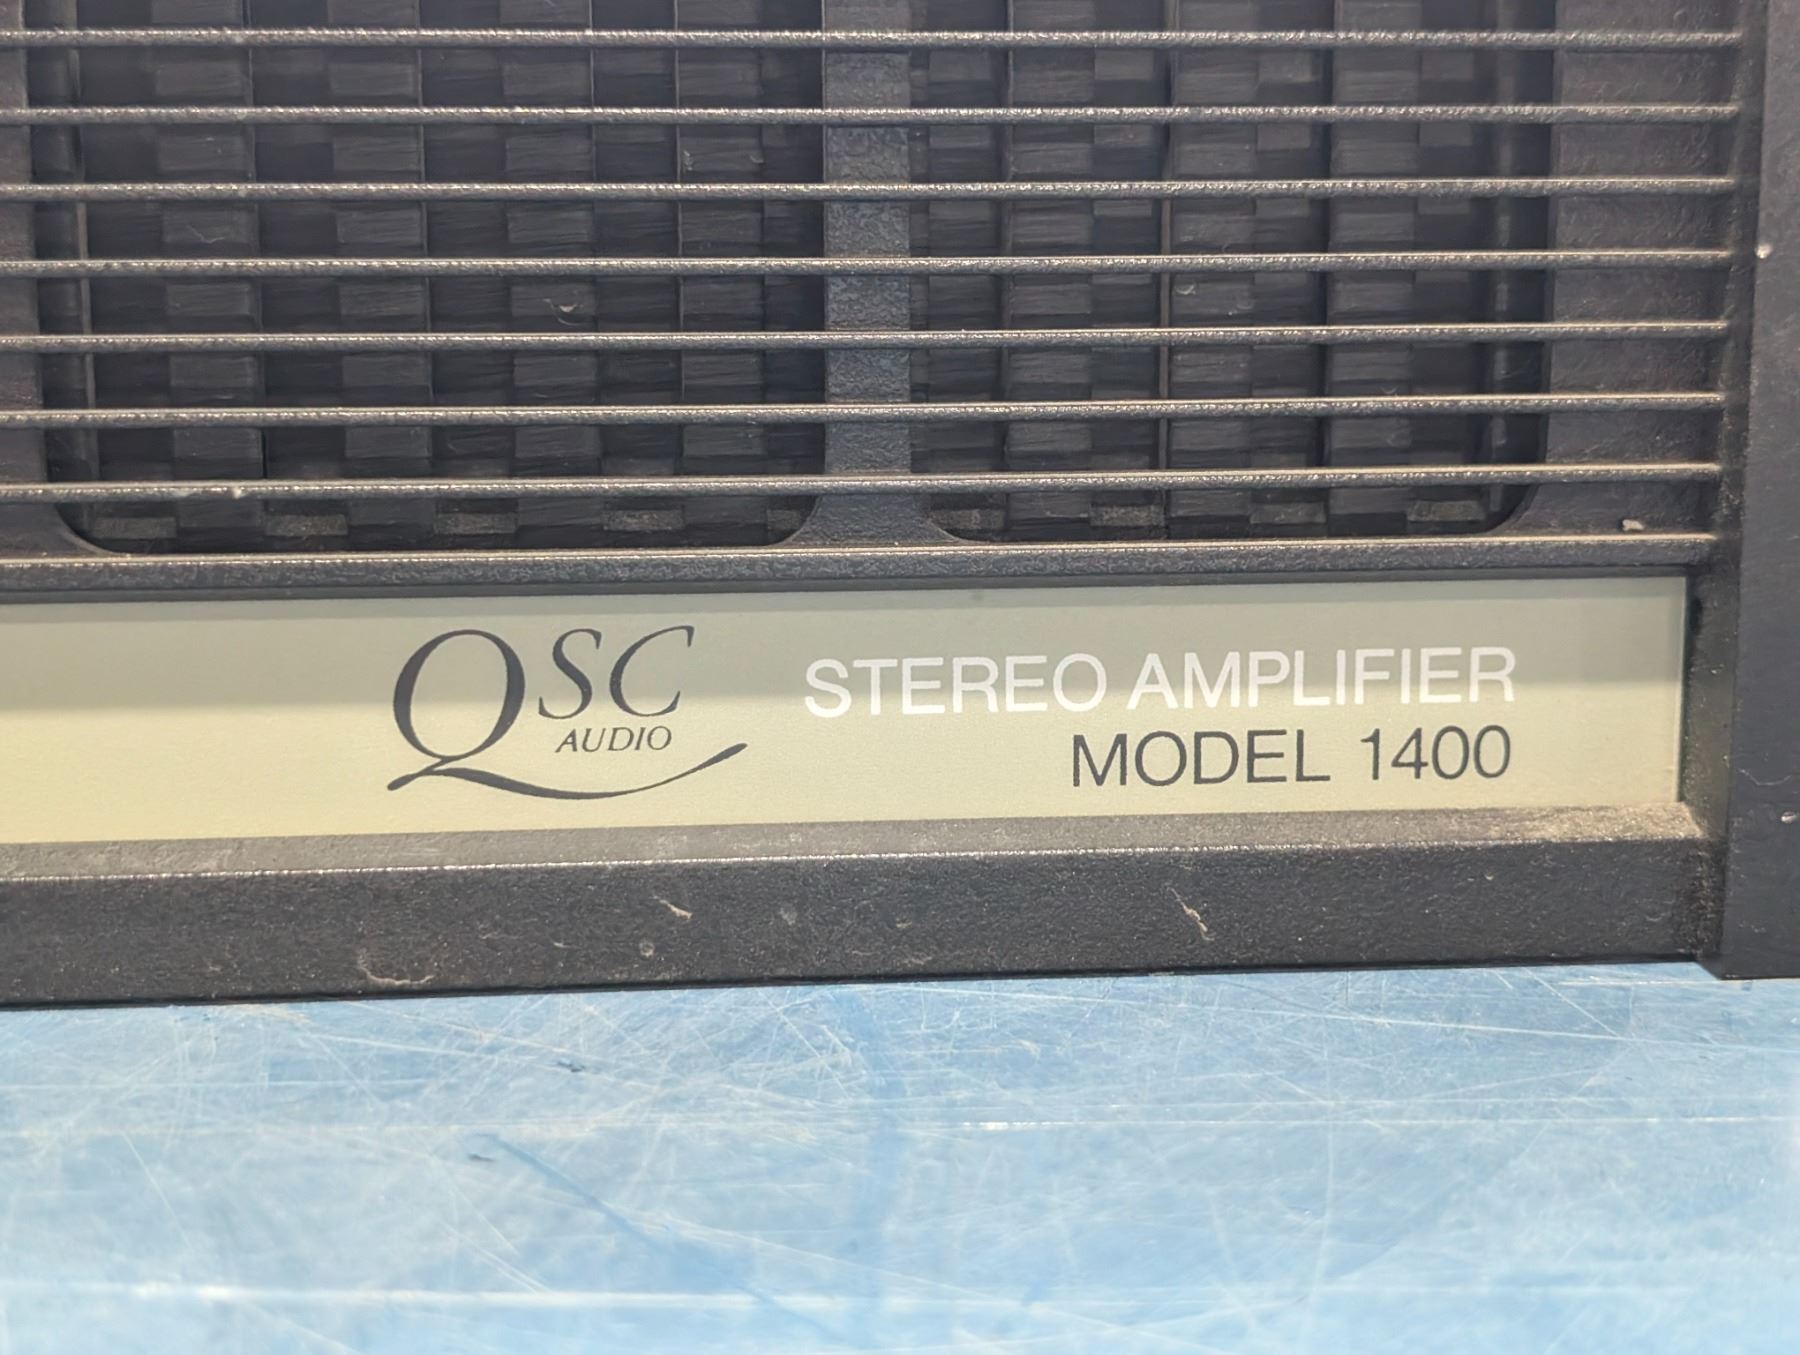 QSC
AUDIO
STEREO AMPLIFIER
MODEL 1400